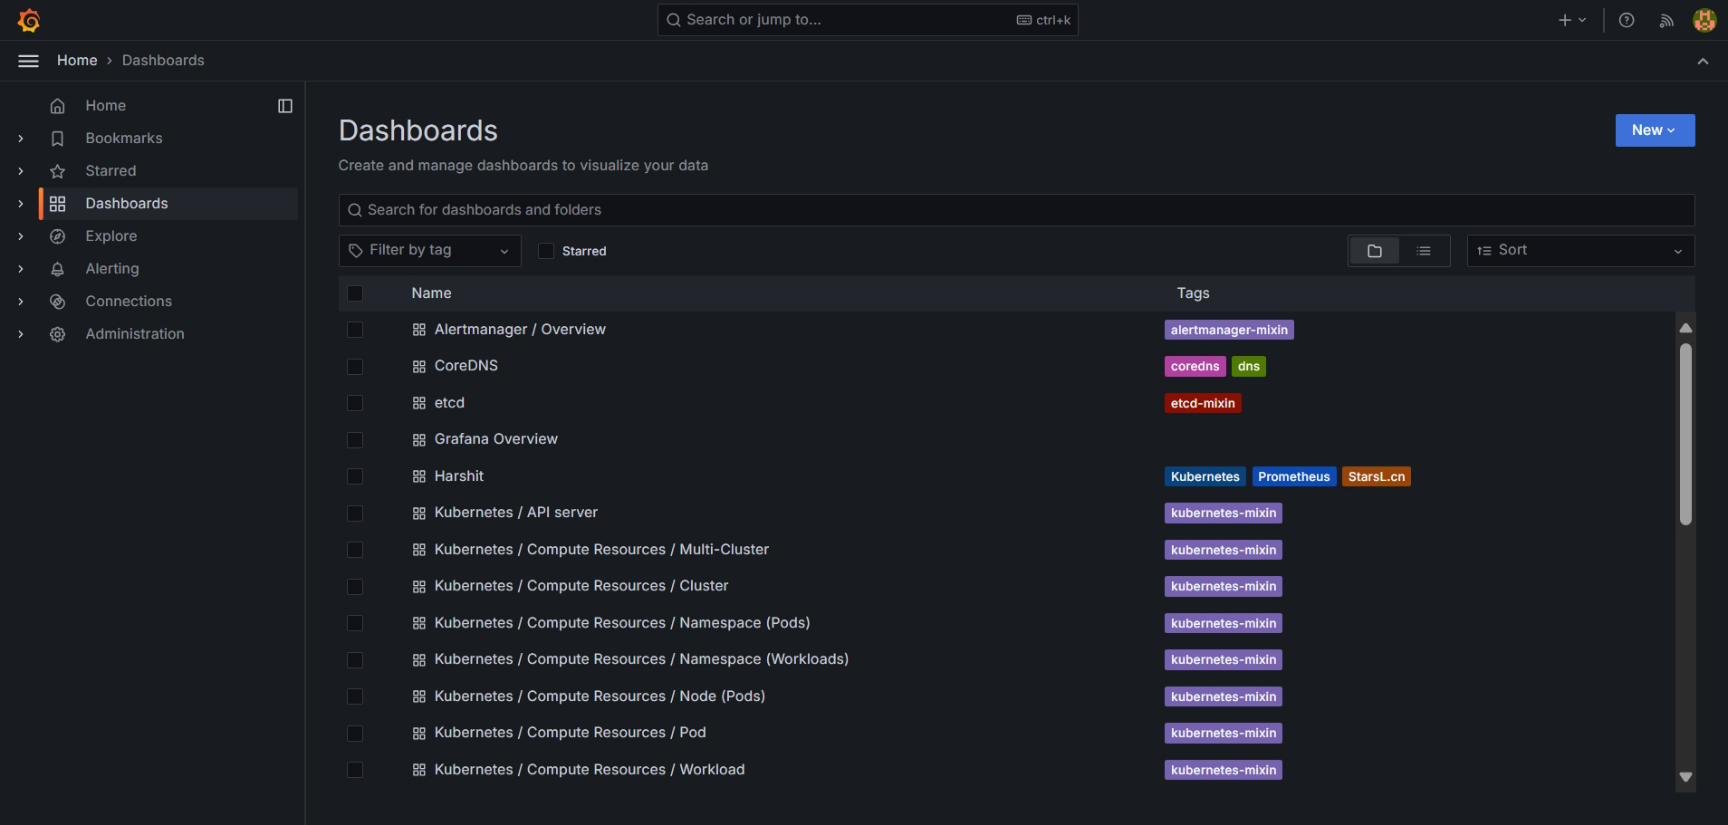 Search or jump to... ctrl+k
Home › Dashboards
Home
Bookmarks
Starred
Dashboards
Explore
Alerting
Connections
Administration
Dashboards
New
Create and manage dashboards to visualize your data
Search for dashboards and folders
Filter by tag Starred Sort
Name Tags
Alertmanager / Overview alertmanager-mixin
CoreDNS coredns dns
etcd etcd-mixin
Grafana Overview
Harshit Kubernetes Prometheus StarsL.cn
Kubernetes / API server kubernetes-mixin
Kubernetes / Compute Resources / Multi-Cluster kubernetes-mixin
Kubernetes / Compute Resources / Cluster kubernetes-mixin
Kubernetes / Compute Resources / Namespace (Pods) kubernetes-mixin
Kubernetes / Compute Resources / Namespace (Workloads) kubernetes-mixin
Kubernetes / Compute Resources / Node (Pods) kubernetes-mixin
Kubernetes / Compute Resources / Pod kubernetes-mixin
Kubernetes / Compute Resources / Workload kubernetes-mixin